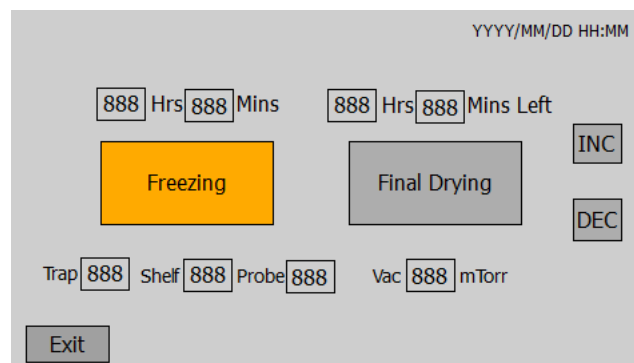 YYYY/MM/DD HH:MM
888 Hrs 888 Mins
888 Hrs 888 Mins Left
INC
Freezing
Final Drying
DEC
Trap 888 Shelf 888 Probe 888
Vac 888 mTorr
Exit